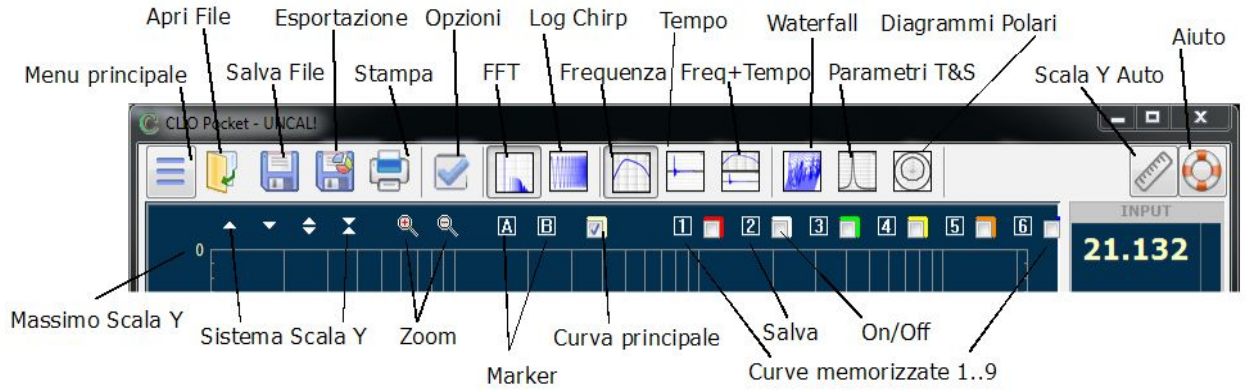 Apri File Esportazione Opzioni Log Chirp Tempo Waterfall Diagrammi Polari Aiuto
Menu principale Salva File Stampa FFT Frequenza Freq+Tempo Parametri T&S Scala Y Auto
CLIO Pocket - UNCAL!
A B 1 2 3 4 5 6 INPUT
0 21.132
Massimo Scala Y Sistema Scala Y Zoom Curva principale Salva On/Off
Marker Curve memorizzate 1..9